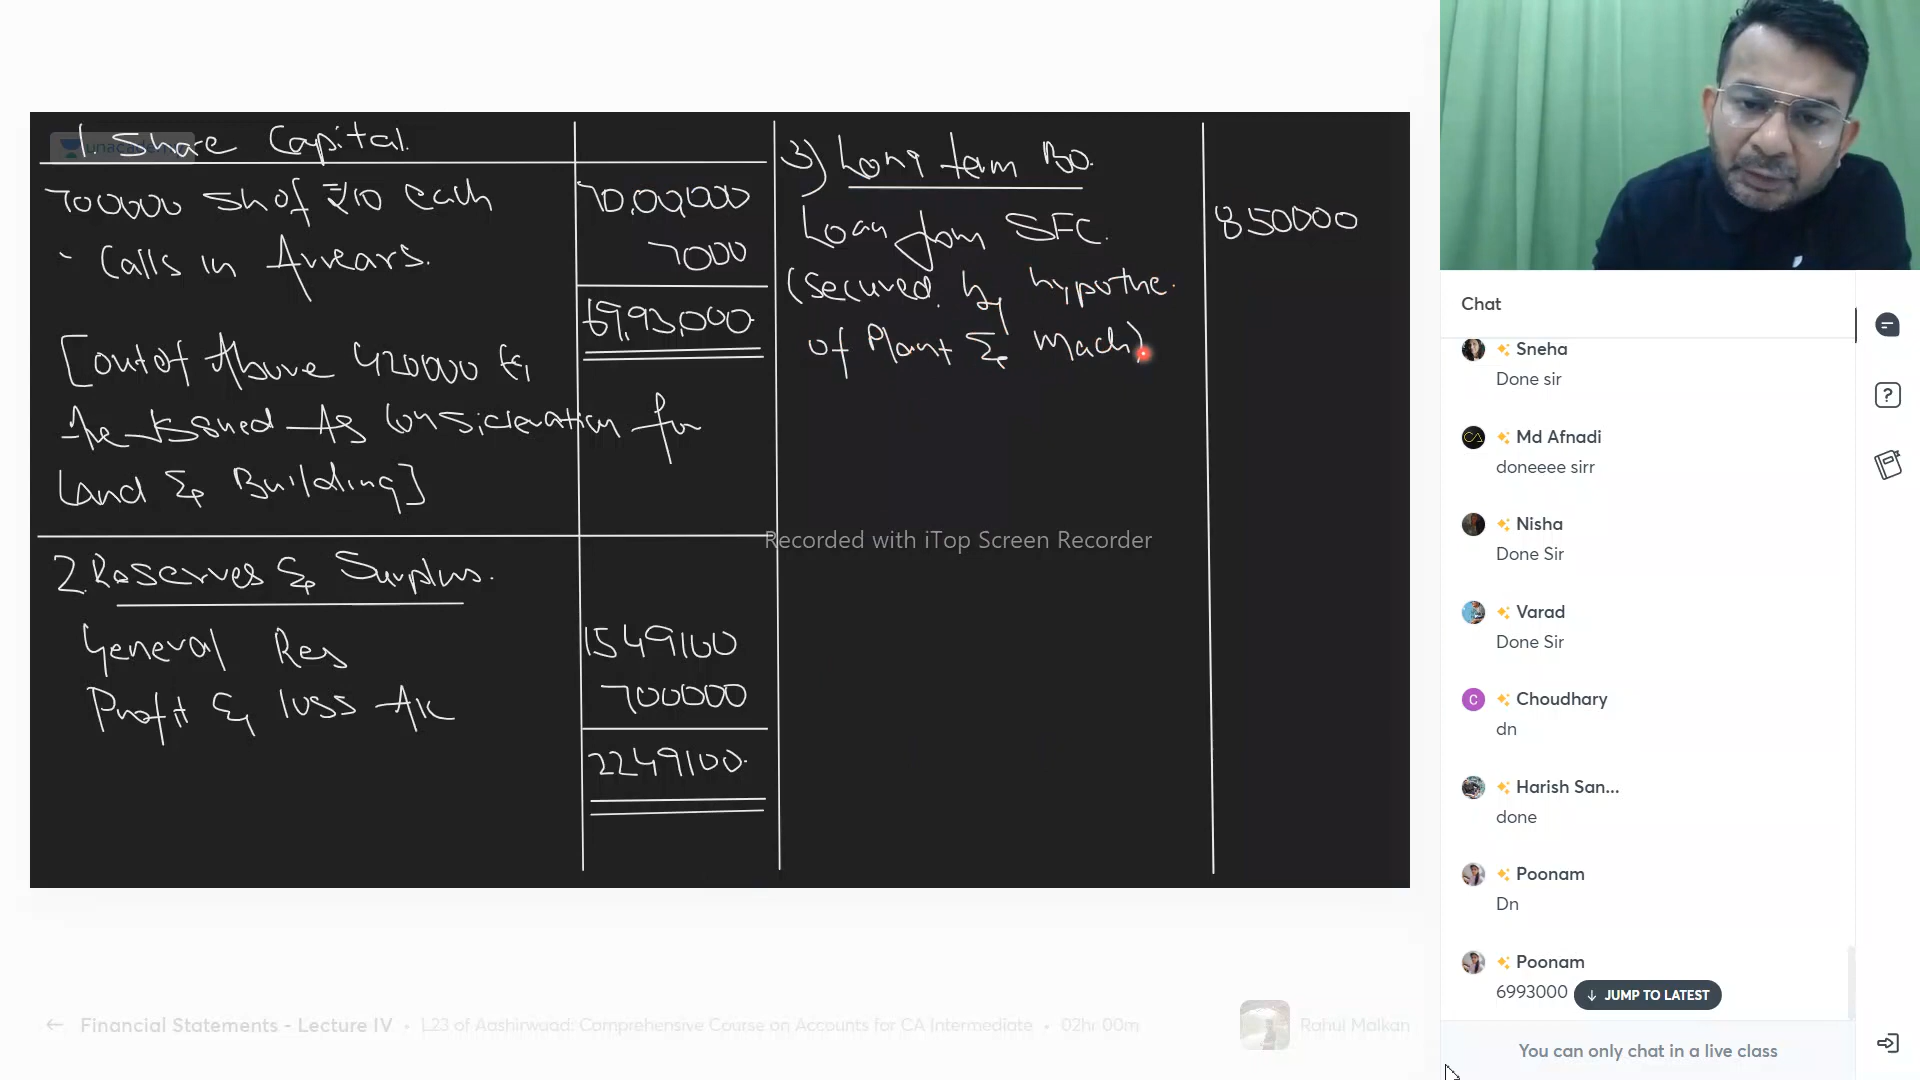 1. Share Capital.
700000 sh of ₹10 each 70,00,000
- Calls in Arrears. 7000
69,93,000
[out of Above 420000 Eq
Are Issued As Consideration for
Land & Building]
2. Reserves & Surplus.
General Res 1549100
Profit & loss A/c 700000
2249100.
3) Long term Bo.
Loan from SFC. 850000
(Secured. by hypothe.
of Plant & Mach)
unacademy
Recorded with iTop Screen Recorder
← Financial Statements - Lecture IV • L23 of Aashirwaad: Comprehensive Course on Accounts for CA Intermediate • 02hr 00m
Rahul Malkan
Chat
Sneha
Done sir
CA Md Afnadi
doneeee sirr
Nisha
Done Sir
Varad
Done Sir
C Choudhary
dn
Harish San...
done
Poonam
Dn
Poonam
6993000
↓ JUMP TO LATEST
You can only chat in a live class
?